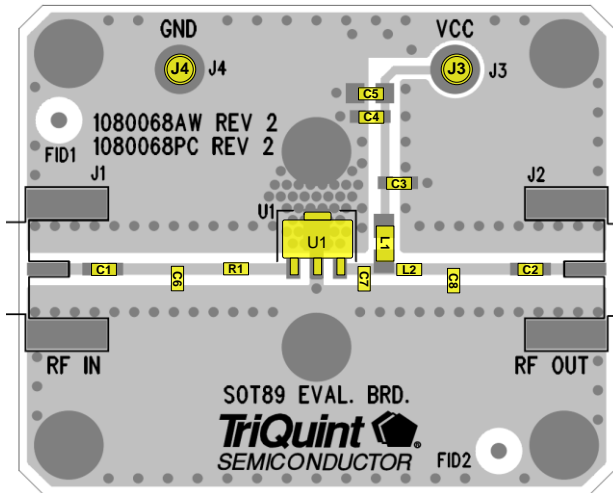 GND
VCC
J4
J4
J3
J3
C5
1080068AW REV 2
C4
1080068PC REV 2
FID1
J1
J2
C3
U1
U1
L1
C1
C6
R1
C7
L2
C8
C2
RF IN
RF OUT
SOT89 EVAL. BRD.
TriQuint
SEMICONDUCTOR
FID2